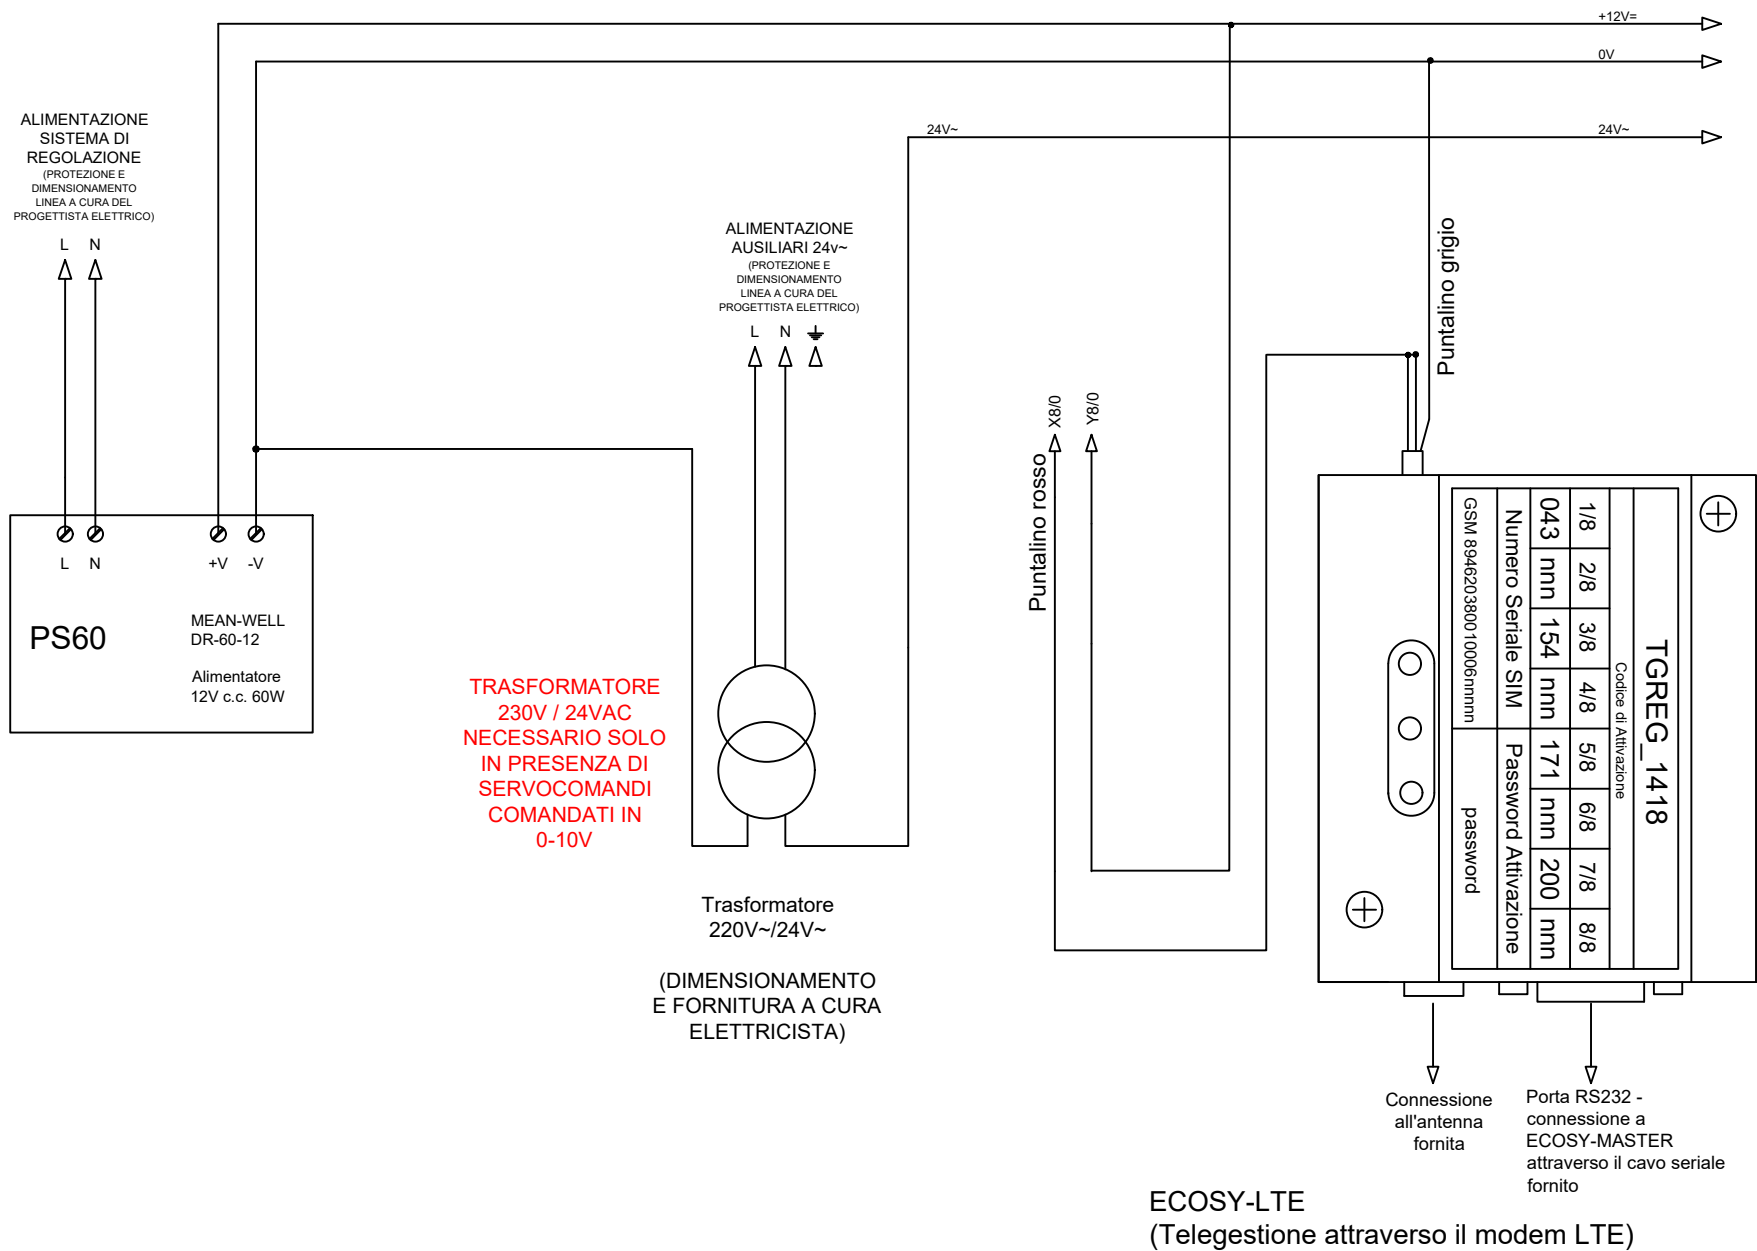 +12V=
0V
24V~
24V~
ALIMENTAZIONE
SISTEMA DI
REGOLAZIONE
(PROTEZIONE E
DIMENSIONAMENTO
LINEA A CURA DEL
PROGETTISTA ELETTRICO)
L N
ALIMENTAZIONE
AUSILIARI 24v~
(PROTEZIONE E
DIMENSIONAMENTO
LINEA A CURA DEL
PROGETTISTA ELETTRICO)
L N
Puntalino grigio
X8/0
Y8/0
Puntalino rosso
L N +V -V
PS60
MEAN-WELL
DR-60-12
Alimentatore
12V c.c. 60W
TRASFORMATORE
230V / 24VAC
NECESSARIO SOLO
IN PRESENZA DI
SERVOCOMANDI
COMANDATI IN
0-10V
Trasformatore
220V~/24V~
(DIMENSIONAMENTO
E FORNITURA A CURA
ELETTRICISTA)
TGREG_1418
Codice di Attivazione
1/8 2/8 3/8 4/8 5/8 6/8 7/8 8/8
043 nnn 154 nnn 171 nnn 200 nnn
Numero Seriale SIM Password Attivazione
GSM 894620380010006nnnn password
Connessione
all'antenna
fornita
Porta RS232 -
connessione a
ECOSY-MASTER
attraverso il cavo seriale
fornito
ECOSY-LTE
(Telegestione attraverso il modem LTE)